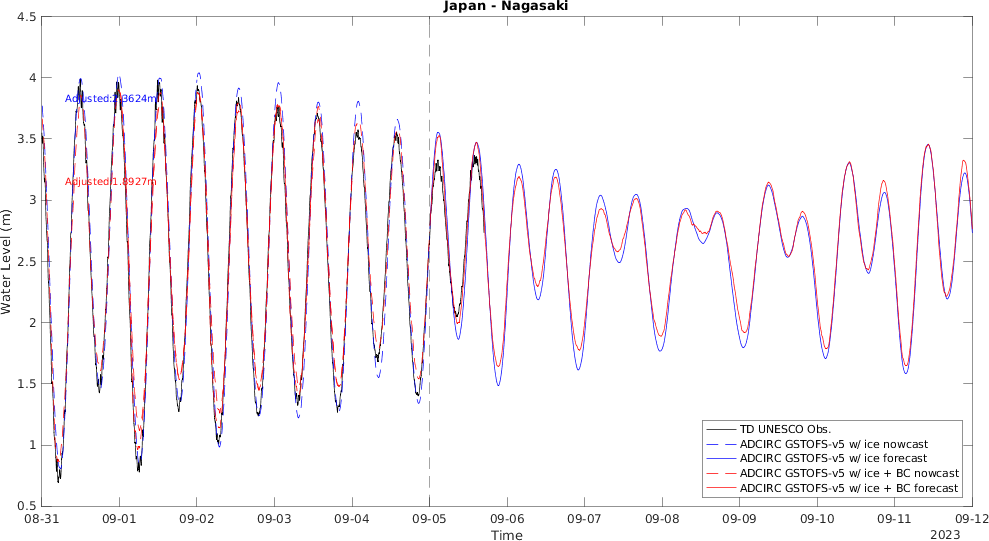 Japan - Nagasaki
4.5
4
3.5
3
2.5
2
1.5
1
0.5
Water Level (m)
Adjusted:1.8927m
TD UNESCO Obs.
ADCIRC GSTOFS-v5 w/ ice nowcast
ADCIRC GSTOFS-v5 w/ ice forecast
ADCIRC GSTOFS-v5 w/ ice + BC nowcast
ADCIRC GSTOFS-v5 w/ ice + BC forecast
08-31 09-01 09-02 09-03 09-04 09-05 09-06 09-07 09-08 09-09 09-10 09-11 09-12
Time
2023